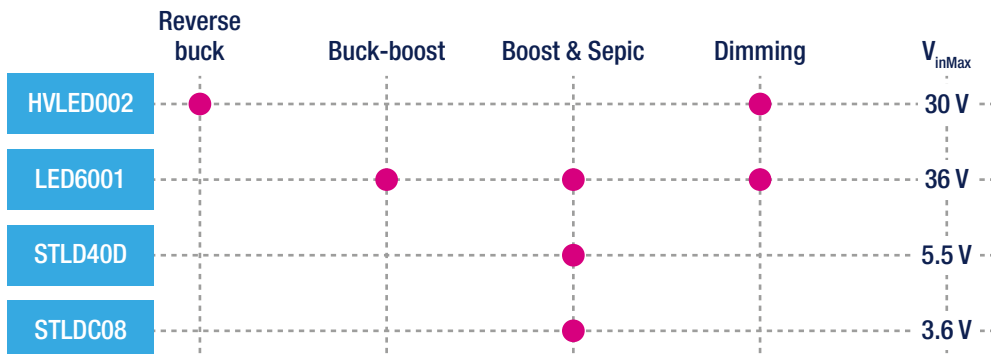 Reverse
buck
Buck-boost
Boost & Sepic
Dimming
VinMax
HVLED002
30 V
LED6001
36 V
STLD40D
5.5 V
STLDC08
3.6 V